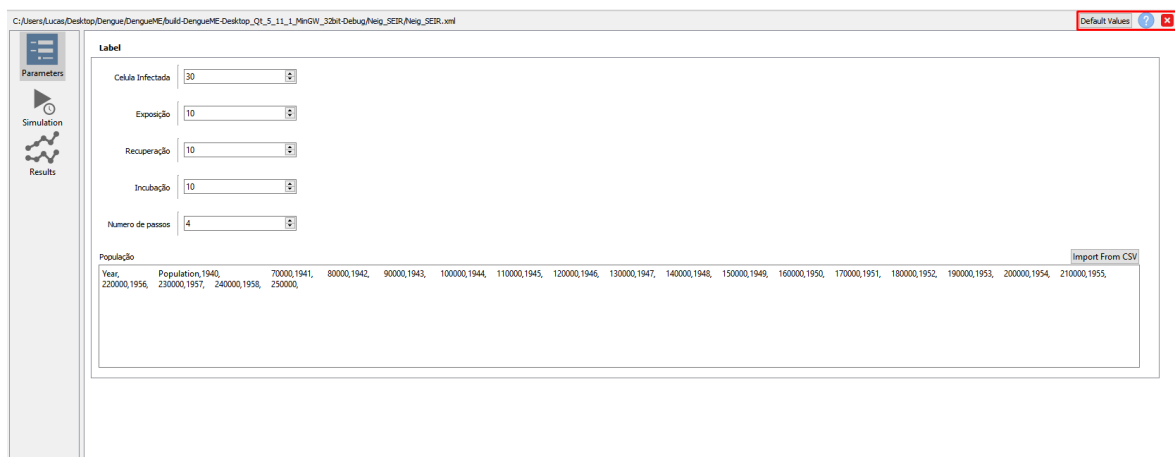 C:/Users/Lucas/Desktop/Dengue/DengueME/build-DengueME-Desktop_Qt_5_11_1_MinGW_32bit-Debug/Neig_SEIR/Neig_SEIR.xml
Default Values ?
Parameters
Simulation
Results
Label
Celula Infectada 30
Exposição 10
Recuperação 10
Incubação 10
Numero de passos 4
População
Import From CSV
Year, Population,1940, 70000,1941, 80000,1942, 90000,1943, 100000,1944, 110000,1945, 120000,1946, 130000,1947, 140000,1948, 150000,1949, 160000,1950, 170000,1951, 180000,1952, 190000,1953, 200000,1954, 210000,1955,
220000,1956, 230000,1957, 240000,1958, 250000,